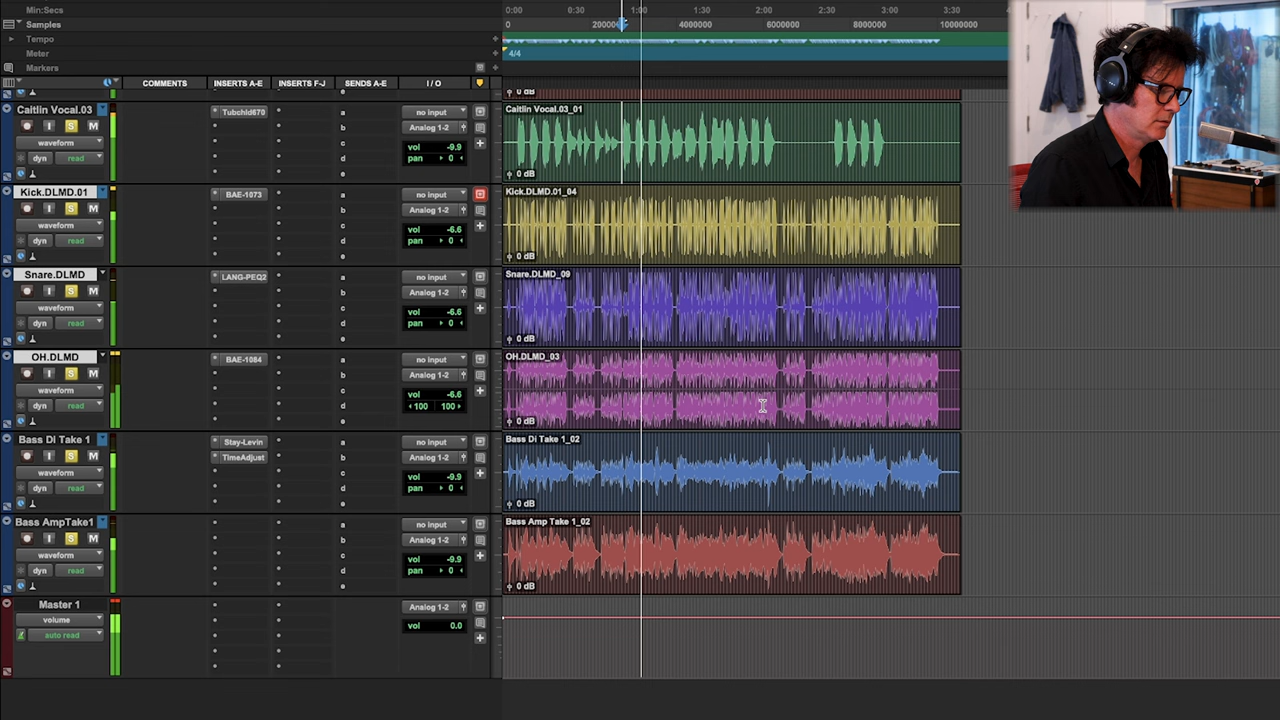 Min:Secs 0:00 0:30 1:00 1:30 2:00 2:30 3:30
Samples 0 4000000 6000000 8000000 10000000
Tempo
Meter 4/4
Markers
COMMENTS INSERTS A-E INSERTS F-J SENDS A-E I / O
0 dB
Caitlin Vocal.03 Tubchld670 a no input Caitlin Vocal.03_01
I S M b Analog 1-2
waveform c vol -9.9
dyn read d pan 0
e 0 dB
Kick.DLMD.01 BAE-1073 a no input Kick.DLMD.01_04
I S M b Analog 1-2
waveform c vol -6.6
dyn read d pan 0
e 0 dB
Snare.DLMD LANG-PEQ2 a no input Snare.DLMD_09
I S M b Analog 1-2
waveform c vol -6.6
dyn read d pan 0
e 0 dB
OH.DLMD BAE-1084 a no input OH.DLMD_03
I S M b Analog 1-2
waveform c vol -6.6
dyn read d 100 100
e 0 dB
Bass DI Take 1 Stay-Levin a no input Bass Di Take 1_02
I S M TimeAdjust b Analog 1-2
waveform c vol -9.9
dyn read d pan 0
e 0 dB
Bass AmpTake1 a no input Bass Amp Take 1_02
I S M b Analog 1-2
waveform c vol -9.9
dyn read d pan 0
e 0 dB
Master 1 Analog 1-2
volume vol 0.0
auto read